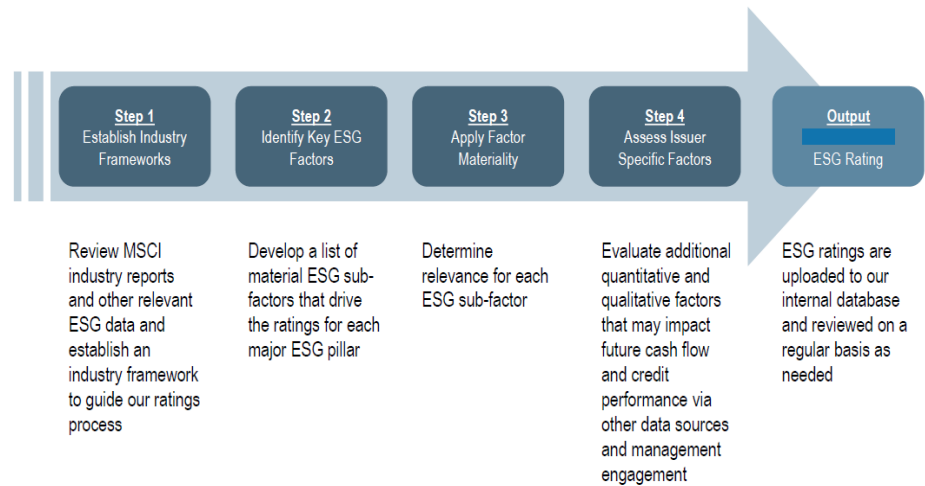 Step 1
Establish Industry
Frameworks
Step 2
Identify Key ESG
Factors
Step 3
Apply Factor
Materiality
Step 4
Assess Issuer
Specific Factors
Output
ESG Rating
Review MSCI
industry reports
and other relevant
ESG data and
establish an
industry framework
to guide our ratings
process
Develop a list of
material ESG sub-
factors that drive
the ratings for each
major ESG pillar
Determine
relevance for each
ESG sub-factor
Evaluate additional
quantitative and
qualitative factors
that may impact
future cash flow
and credit
performance via
other data sources
and management
engagement
ESG ratings are
uploaded to our
internal database
and reviewed on a
regular basis as
needed